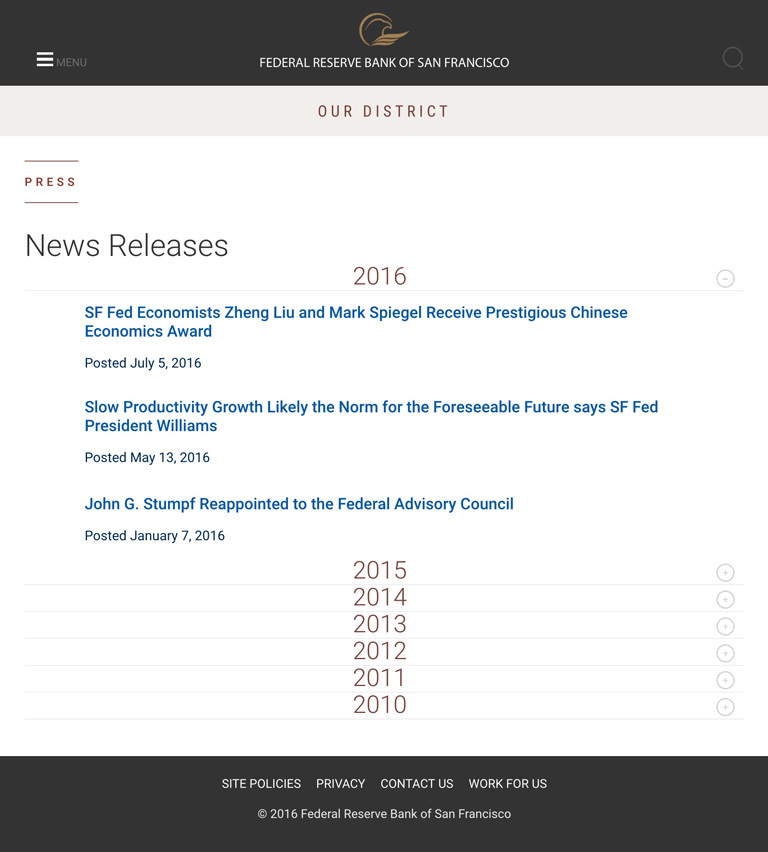 MENU
FEDERAL RESERVE BANK OF SAN FRANCISCO
OUR DISTRICT
PRESS
News Releases
2016
SF Fed Economists Zheng Liu and Mark Spiegel Receive Prestigious Chinese
Economics Award
Posted July 5, 2016
Slow Productivity Growth Likely the Norm for the Foreseeable Future says SF Fed
President Williams
Posted May 13, 2016
John G. Stumpf Reappointed to the Federal Advisory Council
Posted January 7, 2016
2015
2014
2013
2012
2011
2010
SITE POLICIES PRIVACY CONTACT US WORK FOR US
© 2016 Federal Reserve Bank of San Francisco